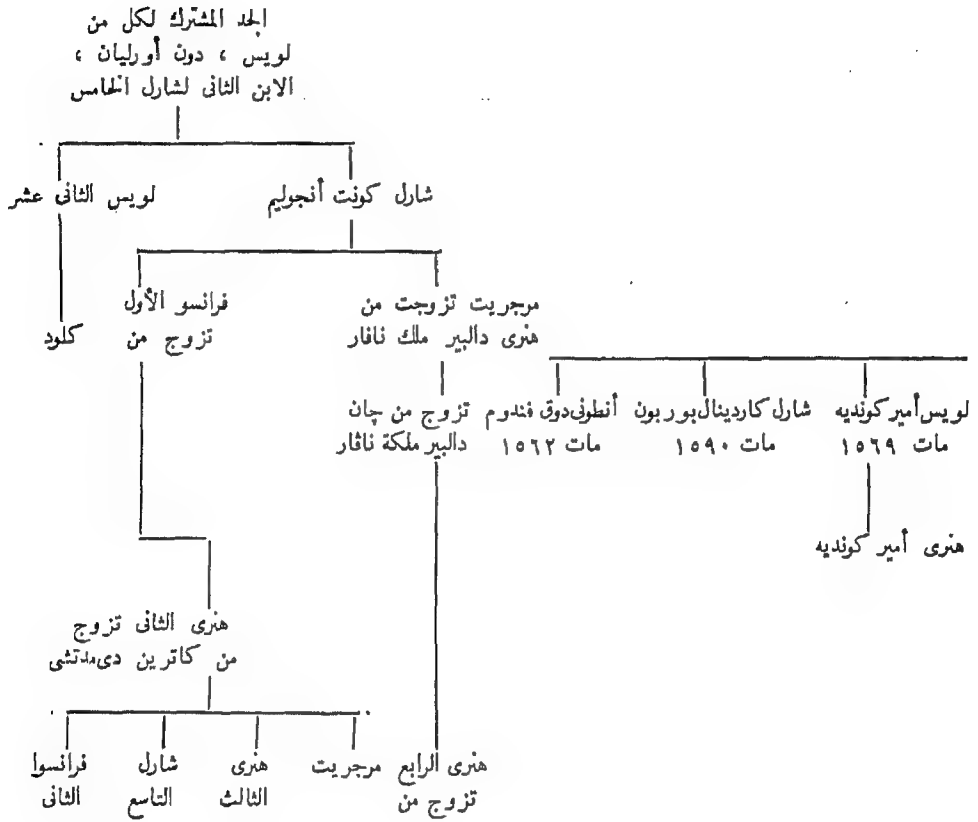 الجد المشترك لكل من
لويس ، دون أورليان ،
الابن الثانى لشارل الخامس
شارل كونت أنجوليم
لويس الثانى عشر
مرجريت تزوجت من
هنرى دالبير ملك نافار
فرانسو الأول
تزوج من
كلود
لويس أمير كونديه
مات ١٥٦٩
شارل كاردينال بوربون
مات ١٥٩٠
أنطونى دوق فندوم
مات ١٥٦٢
تزوج من چان
دالبير ملكة ناڤار
هنرى أمير كونديه
هنرى الثانى تزوج
من كاترين دى مدتشى
هنرى الرابع
تزوج من
مرجريت
هنرى
الثالث
شارل
التاسع
فرانسوا
الثانى